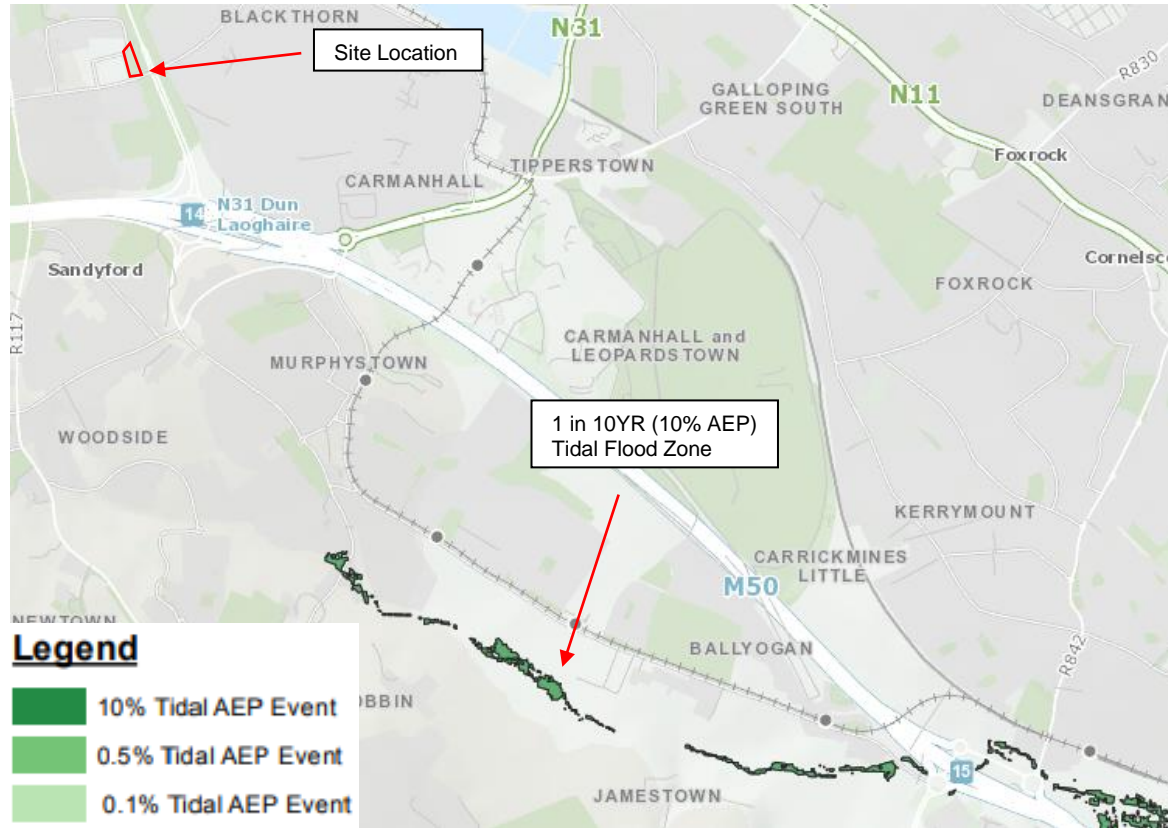 BLACKTHORN
N31
Site Location
R830
GALLOPING
GREEN SOUTH
N11
DEANSGRAN
TIPPERSTOWN
Foxrock
CARMANHALL
14
N31 Dun
Laoghaire
Sandyford
Cornelsco
FOXROCK
R117
CARMANHALL and
LEOPARDSTOWN
MURPHYSTOWN
1 in 10YR (10% AEP)
Tidal Flood Zone
WOODSIDE
KERRYMOUNT
CARRICKMINES
LITTLE
M50
NEWTOWN
BALLYOGAN
R842
OBBIN
15
JAMESTOWN
Legend
10% Tidal AEP Event
0.5% Tidal AEP Event
0.1% Tidal AEP Event